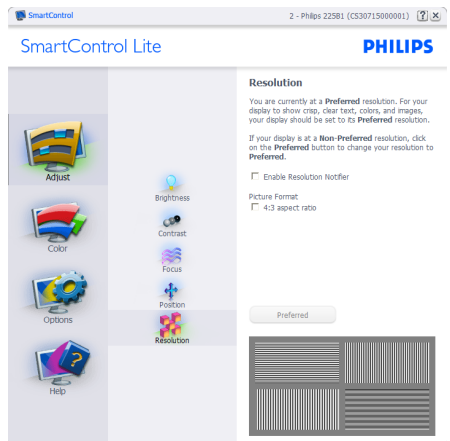 SmartControl
2 - Philips 225B1 (CS30715000001)
SmartControl Lite
PHILIPS
Adjust
Color
Options
Help
Brightness
Contrast
Focus
Position
Resolution
Resolution
You are currently at a Preferred resolution. For your
display to show crisp, clear text, colors, and images,
your display should be set to its Preferred resolution.
If your display is at a Non-Preferred resolution, click
on the Preferred button to change your resolution to
Preferred.
Enable Resolution Notifier
Picture Format
4:3 aspect ratio
Preferred